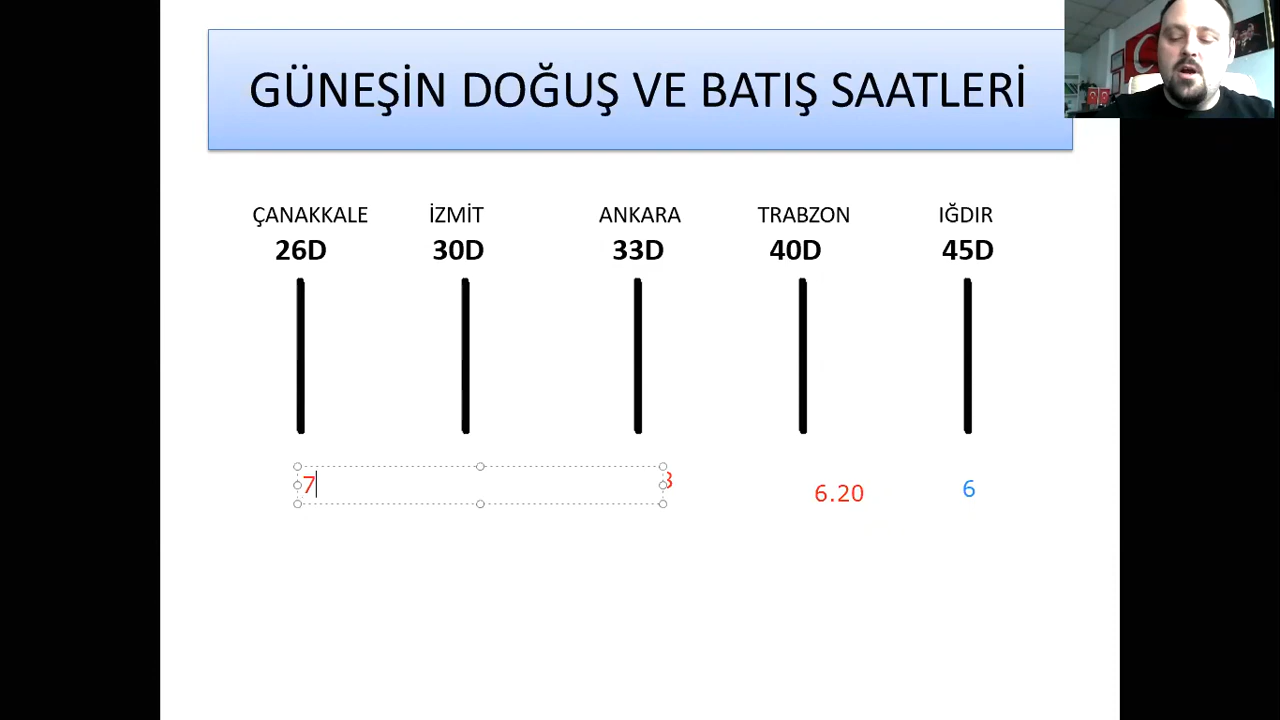 GÜNEŞİN DOĞUŞ VE BATIŞ SAATLERİ
ÇANAKKALE İZMİT ANKARA TRABZON IĞDIR
26D 30D 33D 40D 45D
7 6.20 6